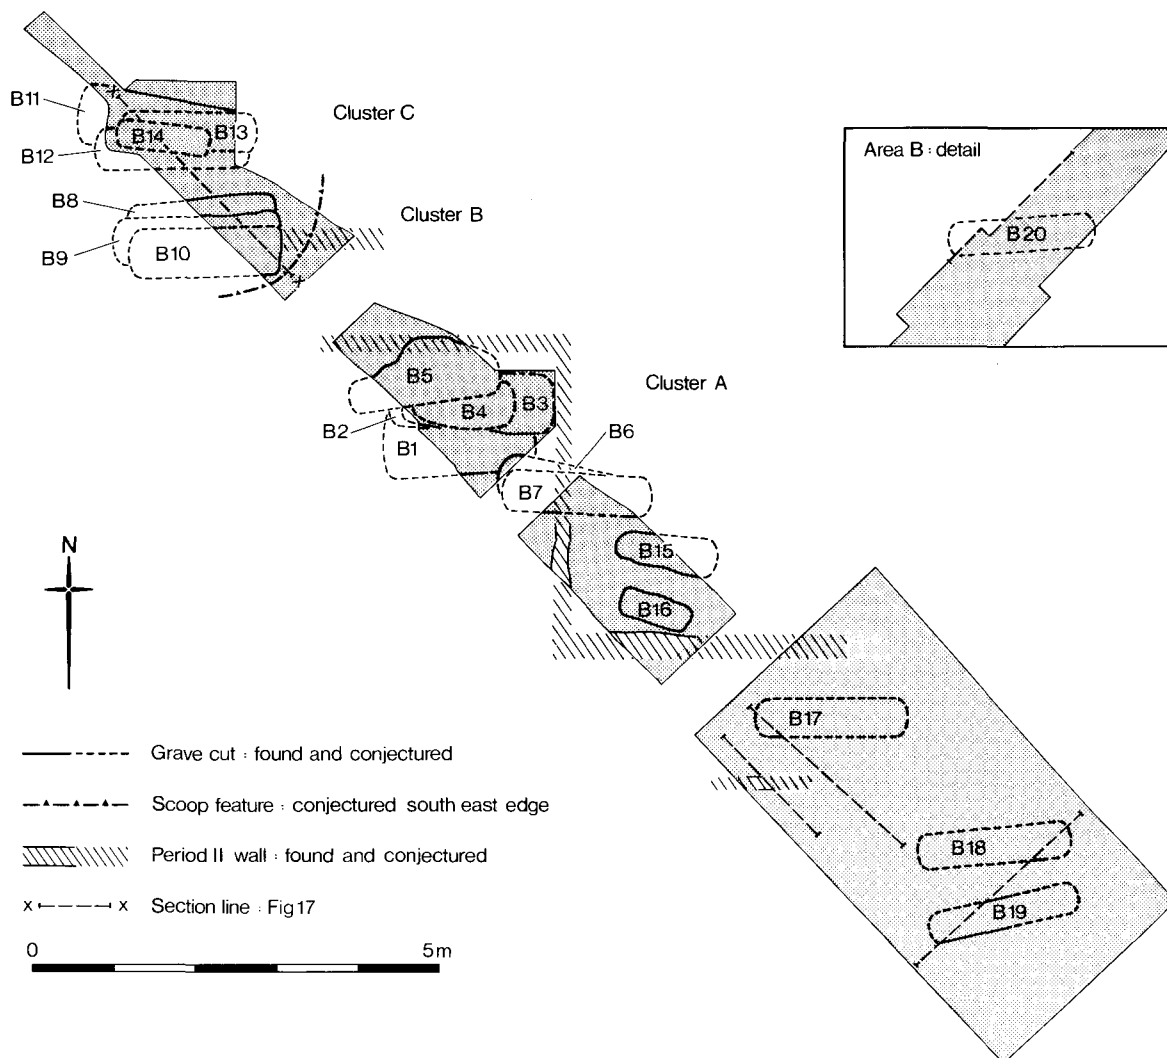 B11
B12
B14
B13
Cluster C
B8
B9
B10
Cluster B
Area B : detail
B20
B5
B4
B3
B2
B1
Cluster A
B6
B7
B15
B16
N
B17
B18
B19
Grave cut : found and conjectured
Scoop feature : conjectured south east edge
Period II wall : found and conjectured
x x Section line : Fig 17
0 5m
x
x